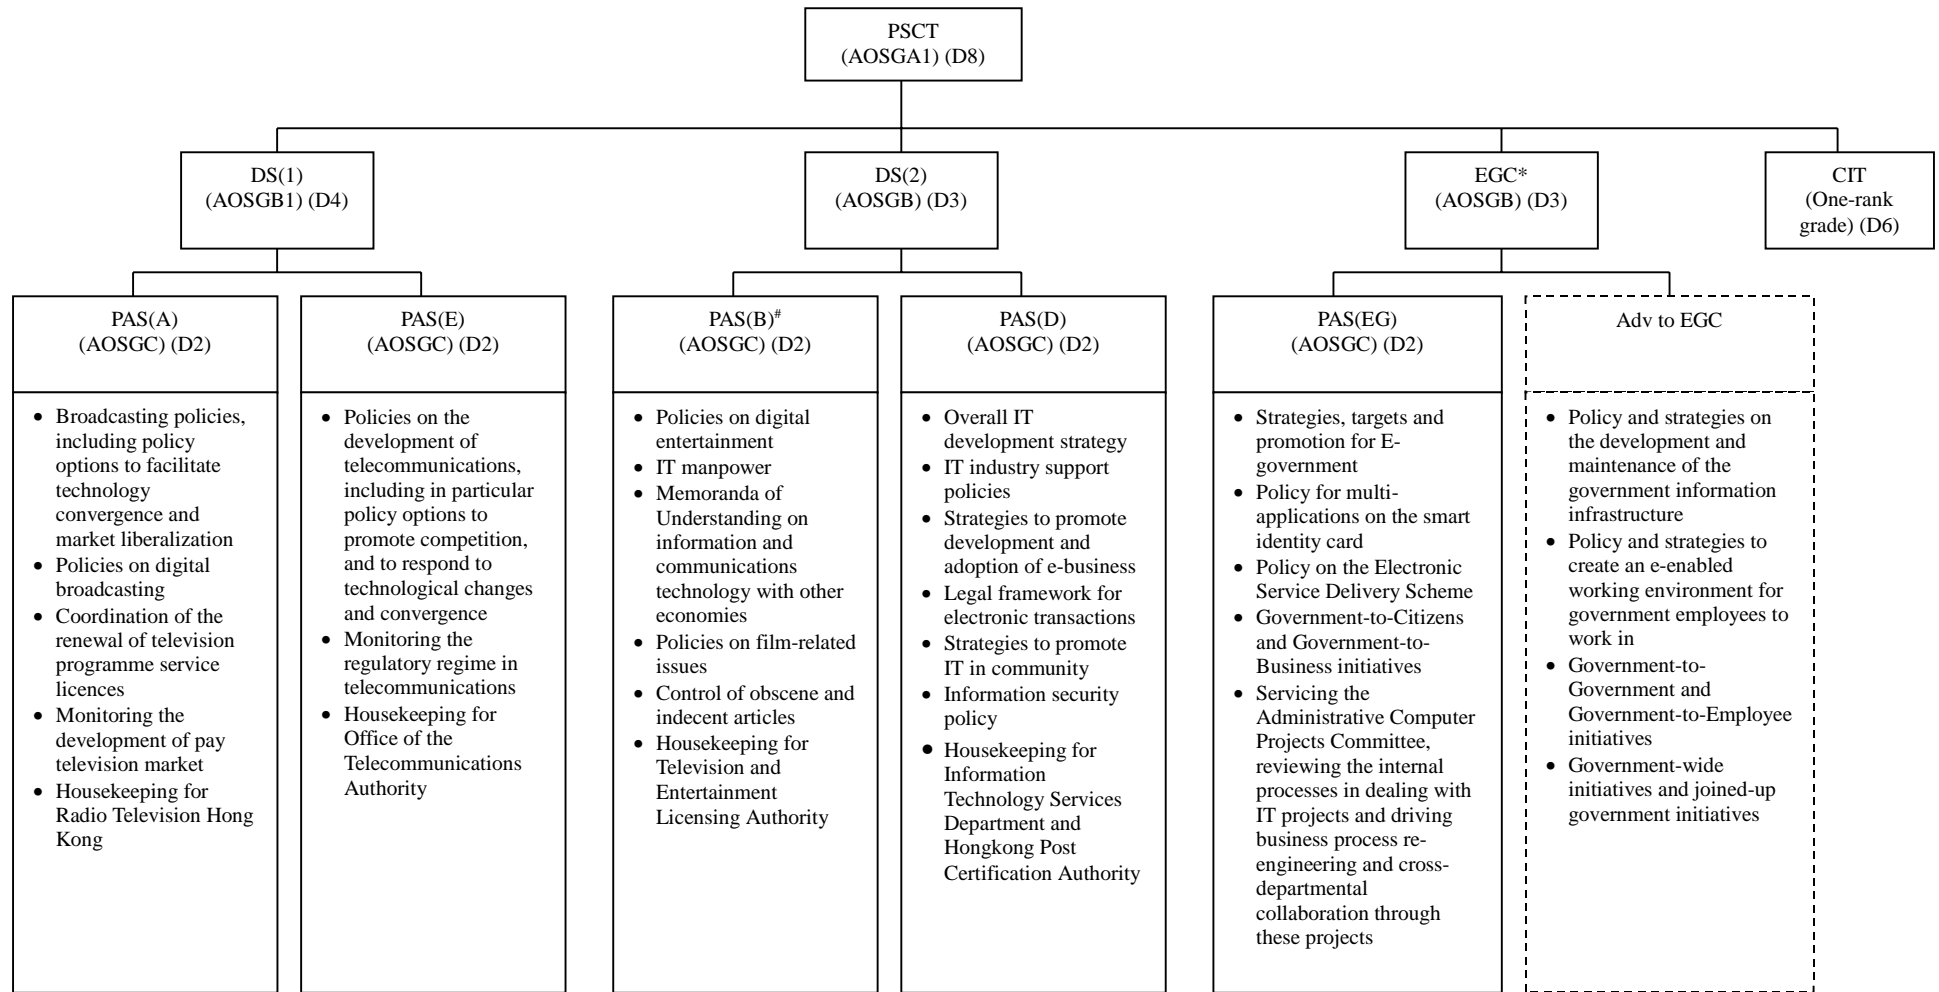 PSCT
(AOSGA1) (D8)
DS(1)
(AOSGB1) (D4)
DS(2)
(AOSGB) (D3)
EGC*
(AOSGB) (D3)
CIT
(One-rank
grade) (D6)
PAS(A)
(AOSGC) (D2)
PAS(E)
(AOSGC) (D2)
PAS(B)#
(AOSGC) (D2)
PAS(D)
(AOSGC) (D2)
PAS(EG)
(AOSGC) (D2)
Adv to EGC
• Broadcasting policies,
including policy
options to facilitate
technology
convergence and
market liberalization
• Policies on digital
broadcasting
• Coordination of the
renewal of television
programme service
licences
• Monitoring the
development of pay
television market
• Housekeeping for
Radio Television Hong
Kong
• Policies on the
development of
telecommunications,
including in particular
policy options to
promote competition,
and to respond to
technological changes
and convergence
• Monitoring the
regulatory regime in
telecommunications
• Housekeeping for
Office of the
Telecommunications
Authority
• Policies on digital
entertainment
• IT manpower
• Memoranda of
Understanding on
information and
communications
technology with other
economies
• Policies on film-related
issues
• Control of obscene and
indecent articles
• Housekeeping for
Television and
Entertainment
Licensing Authority
• Overall IT
development strategy
• IT industry support
policies
• Strategies to promote
development and
adoption of e-business
• Legal framework for
electronic transactions
• Strategies to promote
IT in community
• Information security
policy
• Housekeeping for
Information
Technology Services
Department and
Hongkong Post
Certification Authority
• Strategies, targets and
promotion for E-
government
• Policy for multi-
applications on the smart
identity card
• Policy on the Electronic
Service Delivery Scheme
• Government-to-Citizens
and Government-to-
Business initiatives
• Servicing the
Administrative Computer
Projects Committee,
reviewing the internal
processes in dealing with
IT projects and driving
business process re-
engineering and cross-
departmental
collaboration through
these projects
• Policy and strategies on
the development and
maintenance of the
government information
infrastructure
• Policy and strategies to
create an e-enabled
working environment for
government employees to
work in
• Government-to-
Government and
Government-to-Employee
initiatives
• Government-wide
initiatives and joined-up
government initiatives